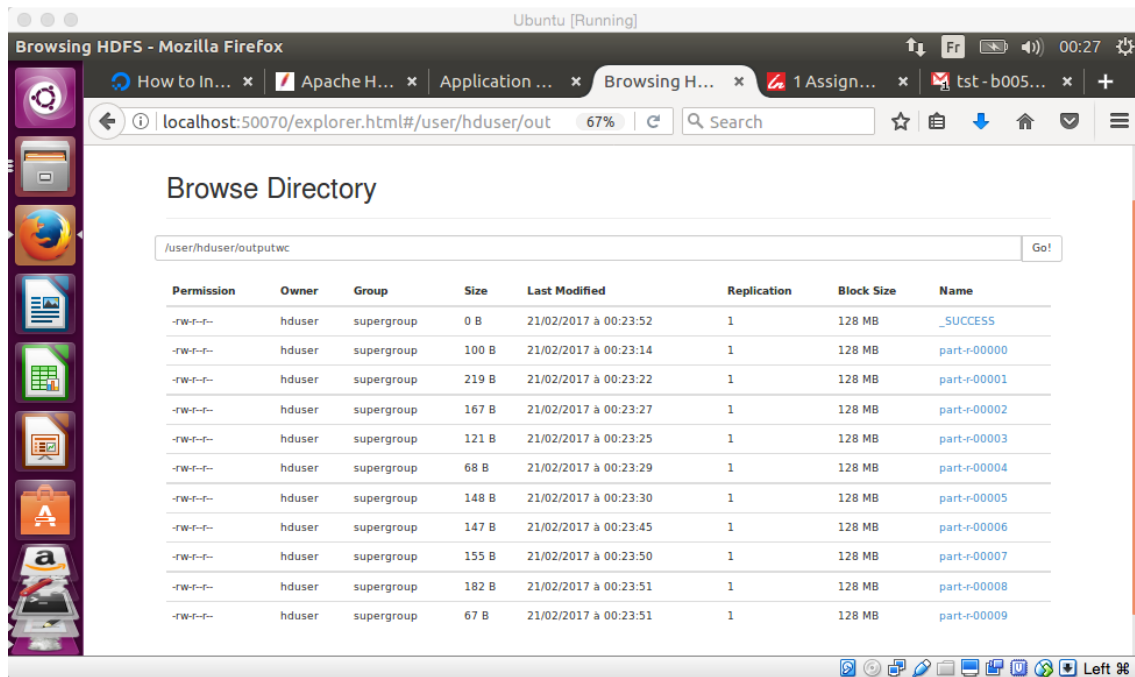 Ubuntu [Running]
Browsing HDFS - Mozilla Firefox Fr 00:27
How to In... × Apache H... × Application ... × Browsing H... × 1 Assign... × tst - b005... × +
localhost:50070/explorer.html#/user/hduser/out 67% Search
Browse Directory
/user/hduser/outputwc Go!
Permission Owner Group Size Last Modified Replication Block Size Name
-rw-r--r-- hduser supergroup 0 B 21/02/2017 à 00:23:52 1 128 MB _SUCCESS
-rw-r--r-- hduser supergroup 100 B 21/02/2017 à 00:23:14 1 128 MB part-r-00000
-rw-r--r-- hduser supergroup 219 B 21/02/2017 à 00:23:22 1 128 MB part-r-00001
-rw-r--r-- hduser supergroup 167 B 21/02/2017 à 00:23:27 1 128 MB part-r-00002
-rw-r--r-- hduser supergroup 121 B 21/02/2017 à 00:23:25 1 128 MB part-r-00003
-rw-r--r-- hduser supergroup 68 B 21/02/2017 à 00:23:29 1 128 MB part-r-00004
-rw-r--r-- hduser supergroup 148 B 21/02/2017 à 00:23:30 1 128 MB part-r-00005
-rw-r--r-- hduser supergroup 147 B 21/02/2017 à 00:23:45 1 128 MB part-r-00006
-rw-r--r-- hduser supergroup 155 B 21/02/2017 à 00:23:50 1 128 MB part-r-00007
-rw-r--r-- hduser supergroup 182 B 21/02/2017 à 00:23:51 1 128 MB part-r-00008
-rw-r--r-- hduser supergroup 67 B 21/02/2017 à 00:23:51 1 128 MB part-r-00009
Left ⌘